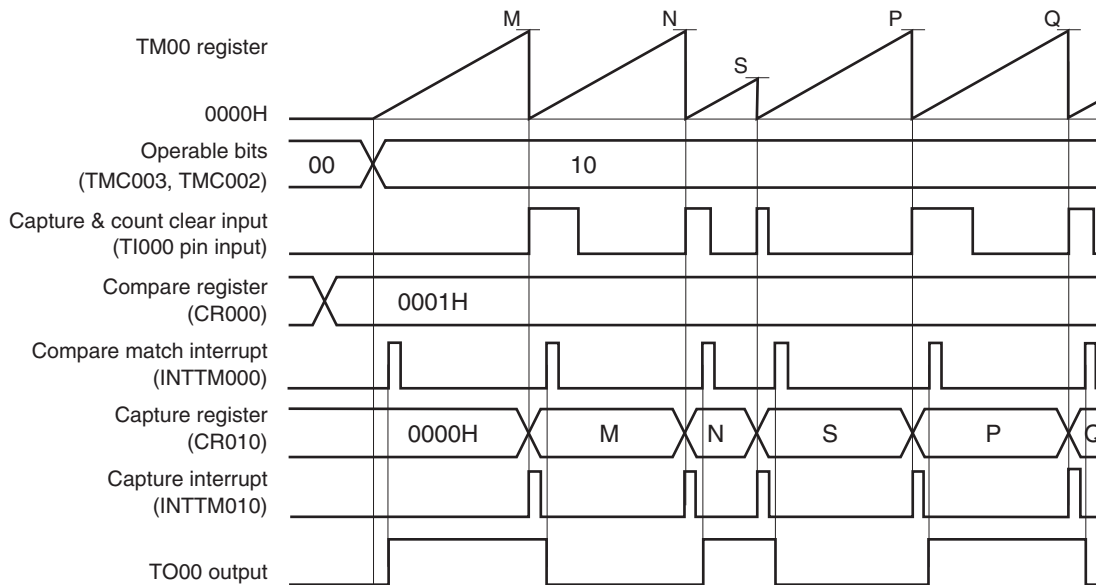 M N P Q
S
TM00 register
0000H
Operable bits
(TMC003, TMC002)
00 10
Capture & count clear input
(TI000 pin input)
Compare register
(CR000)
0001H
Compare match interrupt
(INTTM000)
Capture register
(CR010)
0000H M N S P Q
Capture interrupt
(INTTM010)
TO00 output